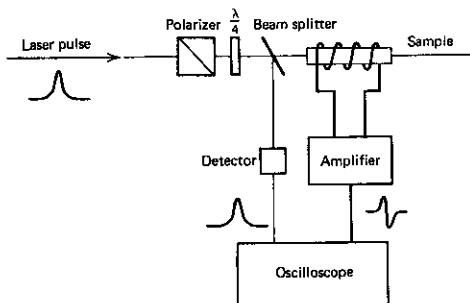 Polarizer
λ/4
Beam splitter
Laser pulse
Sample
Detector
Amplifier
Oscilloscope